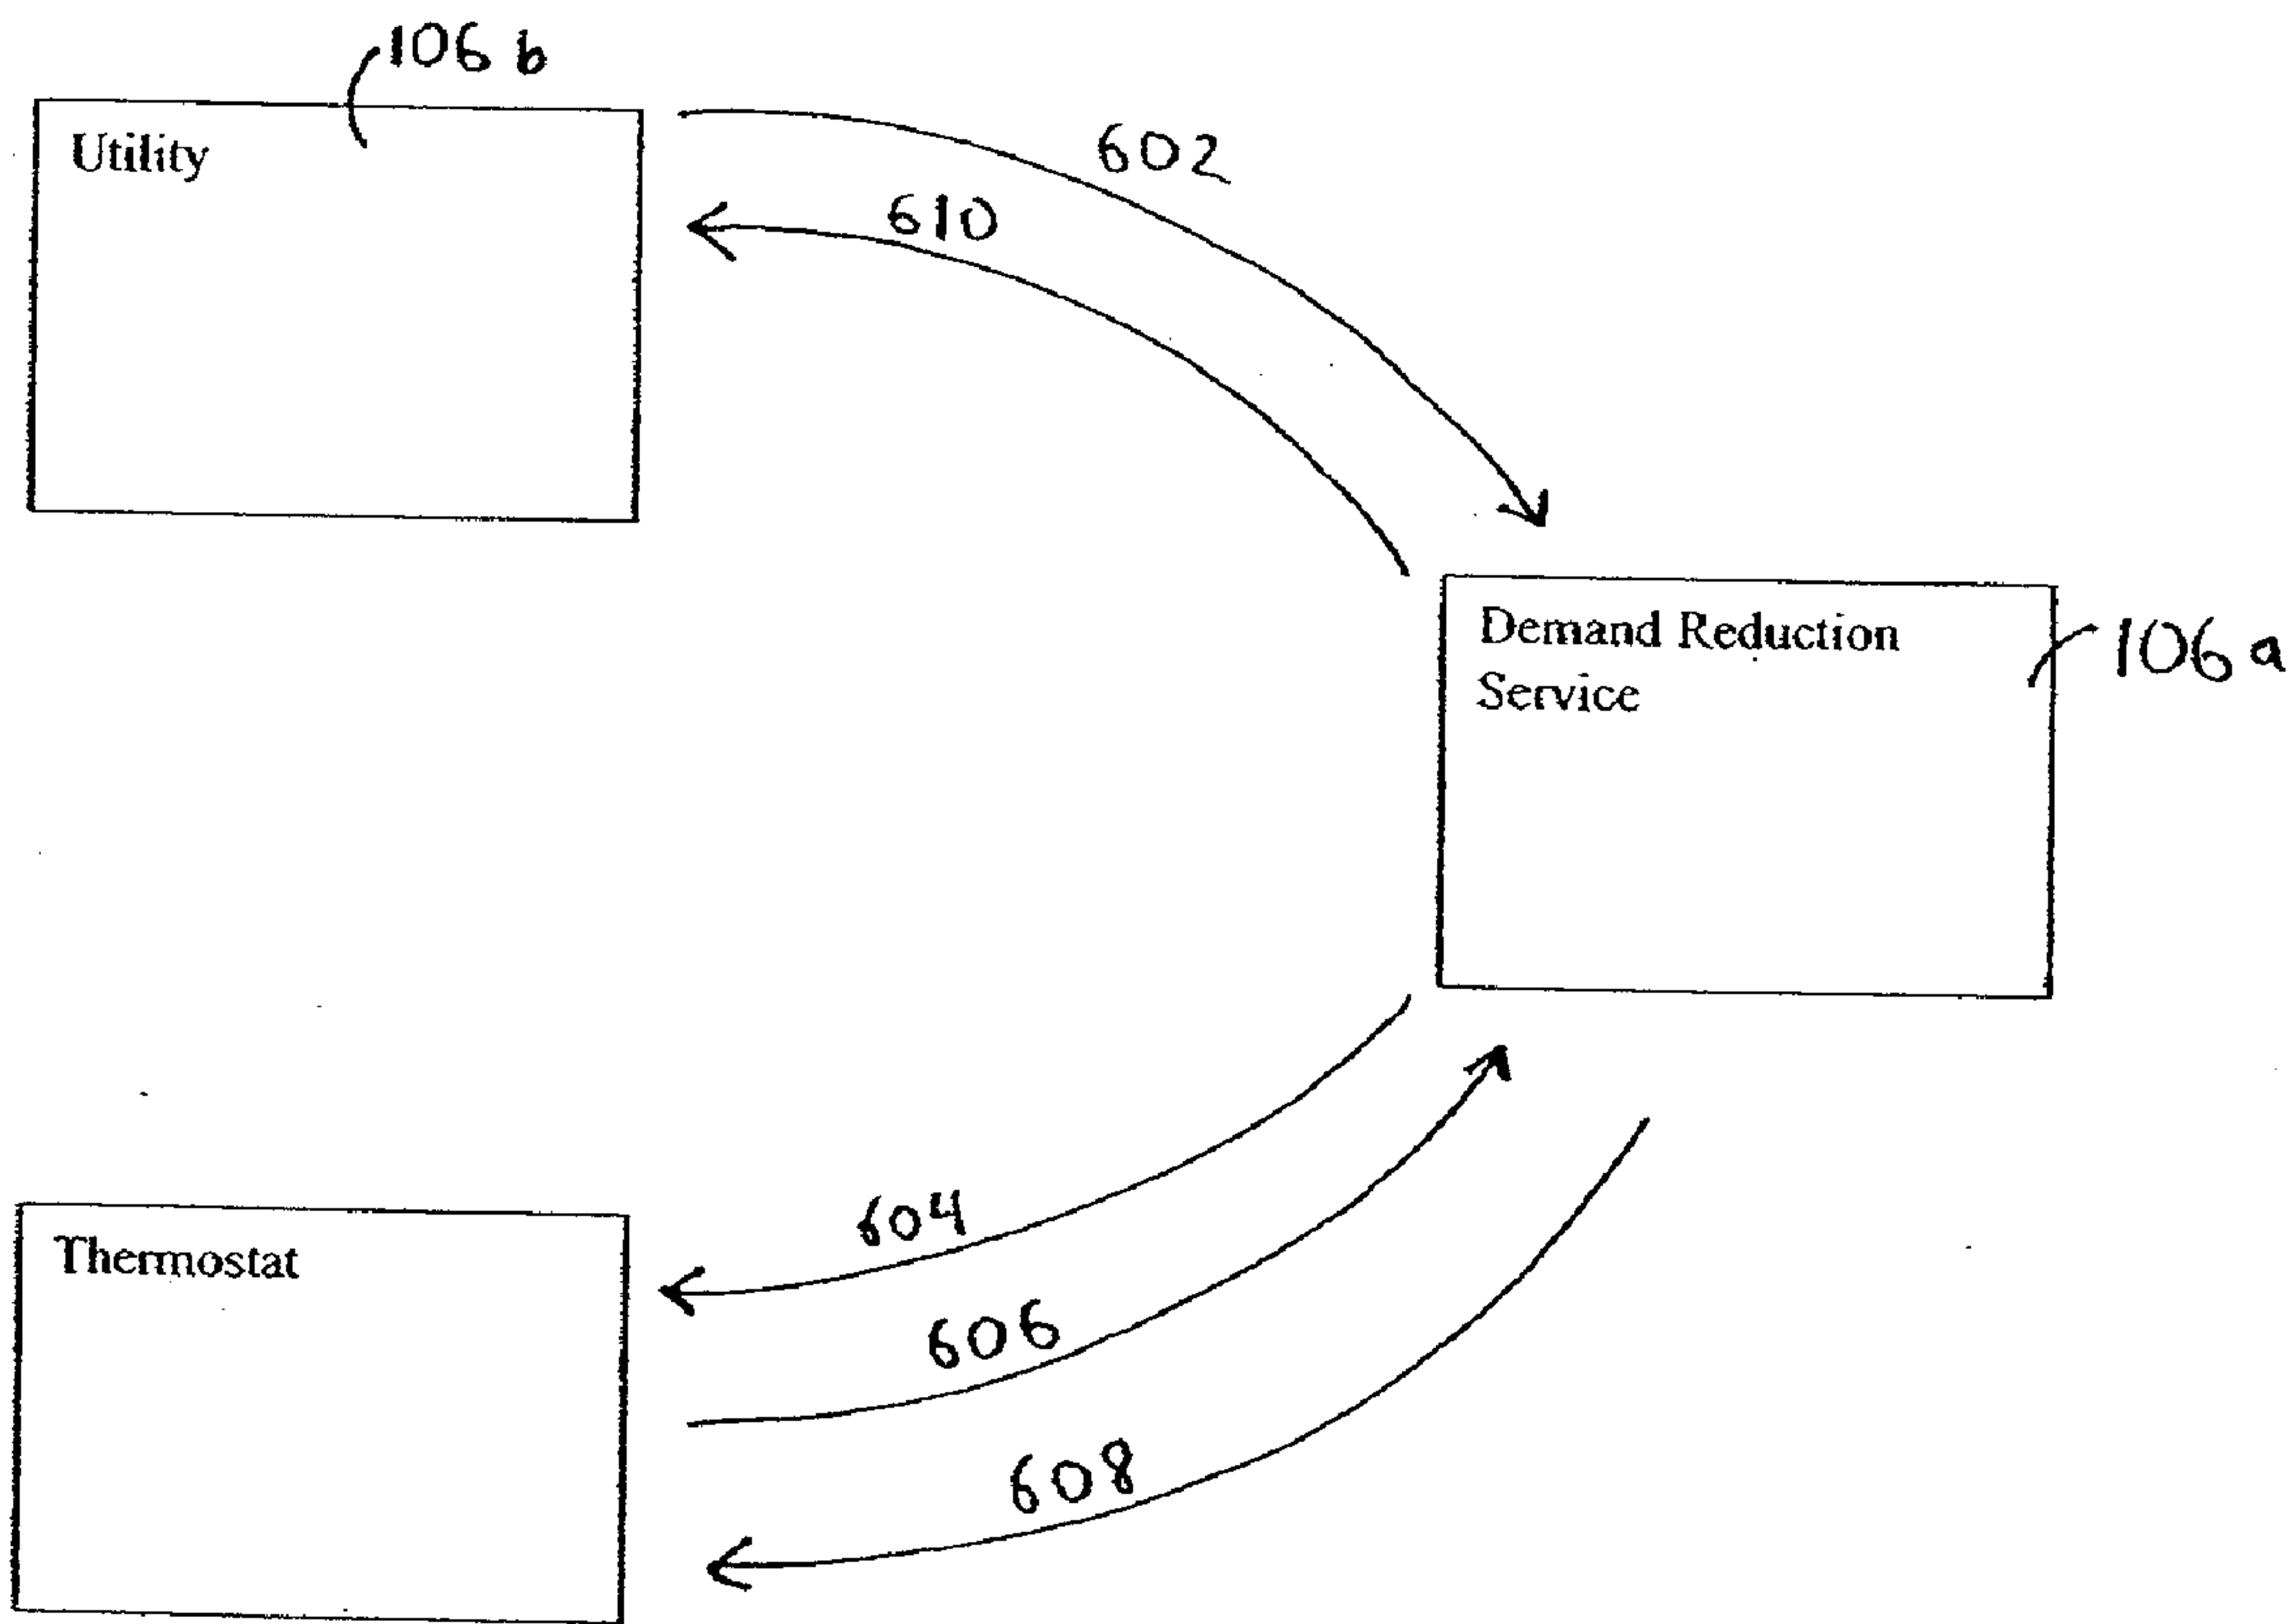 106 b
Utility
602
610
Demand Reduction
Service
106 a
604
Thermostat
606
608